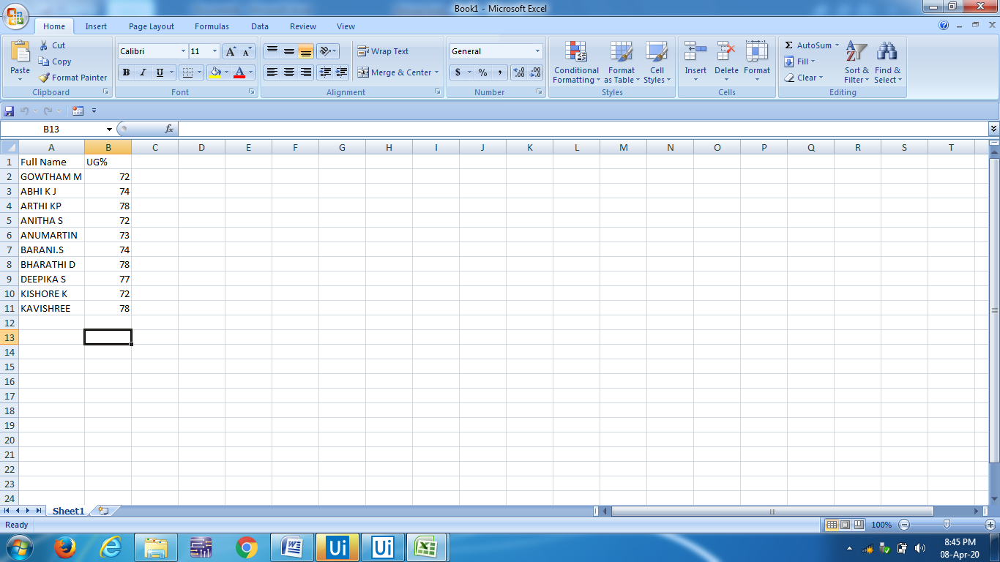 Book1 - Microsoft Excel
Home Insert Page Layout Formulas Data Review View
Paste
Cut
Copy
Format Painter
Clipboard
Calibri 11
A A
B I U A
Font
Wrap Text
Merge & Center
Alignment
General
$ % ,
Number
Conditional Formatting
Format as Table
Cell Styles
Styles
Insert Delete Format
Cells
Σ AutoSum
Fill
Clear
Sort & Filter
Find & Select
Editing
B13 fx
A B C D E F G H I J K L M N O P Q R S T
1 Full Name UG%
2 GOWTHAM M 72
3 ABHI K J 74
4 ARTHI KP 78
5 ANITHA S 72
6 ANUMARTIN 73
7 BARANI.S 74
8 BHARATHI D 78
9 DEEPIKA S 77
10 KISHORE K 72
11 KAVISHREE 78
12
13
14
15
16
17
18
19
20
21
22
23
24
Sheet1
Ready 100%
W Ui Ui X
8:45 PM
08-Apr-20